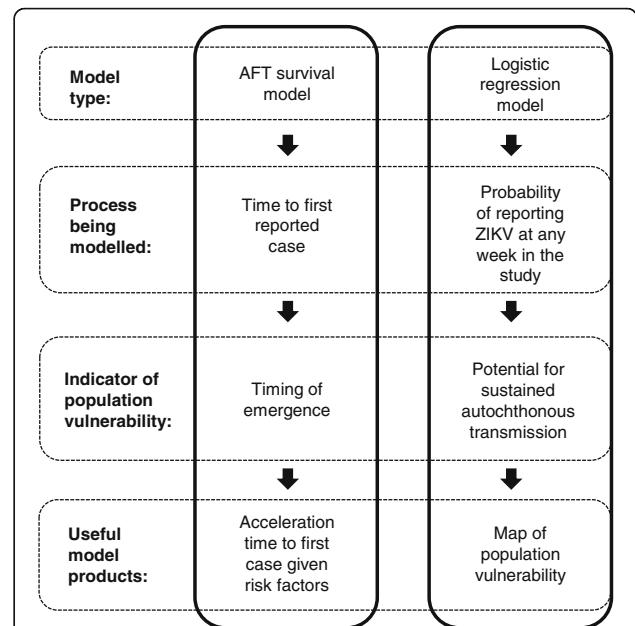 Model
type:
AFT survival
model
Logistic
regression
model
Process
being
modelled:
Time to first
reported
case
Probability
of reporting
ZIKV at any
week in the
study
Indicator of
population
vulnerability:
Timing of
emergence
Potential for
sustained
autochthonous
transmission
Useful
model
products:
Acceleration
time to first
case given
risk factors
Map of
population
vulnerability